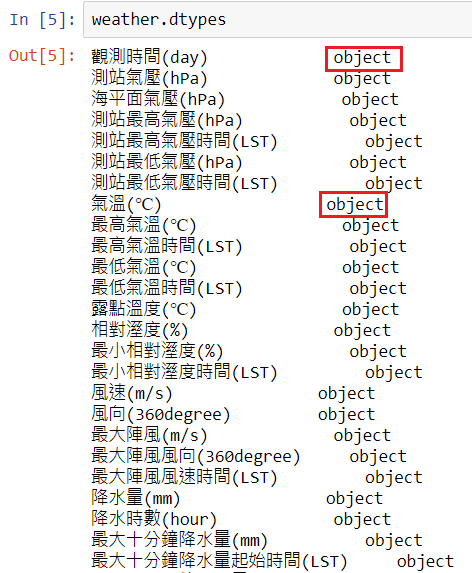 In [5]: weather.dtypes
Out[5]: 觀測時間(day) object
測站氣壓(hPa) object
海平面氣壓(hPa) object
測站最高氣壓(hPa) object
測站最高氣壓時間(LST) object
測站最低氣壓(hPa) object
測站最低氣壓時間(LST) object
氣溫(℃) object
最高氣溫(℃) object
最高氣溫時間(LST) object
最低氣溫(℃) object
最低氣溫時間(LST) object
露點溫度(℃) object
相對溼度(%) object
最小相對溼度(%) object
最小相對溼度時間(LST) object
風速(m/s) object
風向(360degree) object
最大陣風(m/s) object
最大陣風風向(360degree) object
最大陣風風速時間(LST) object
降水量(mm) object
降水時數(hour) object
最大十分鐘降水量(mm) object
最大十分鐘降水量起始時間(LST) object